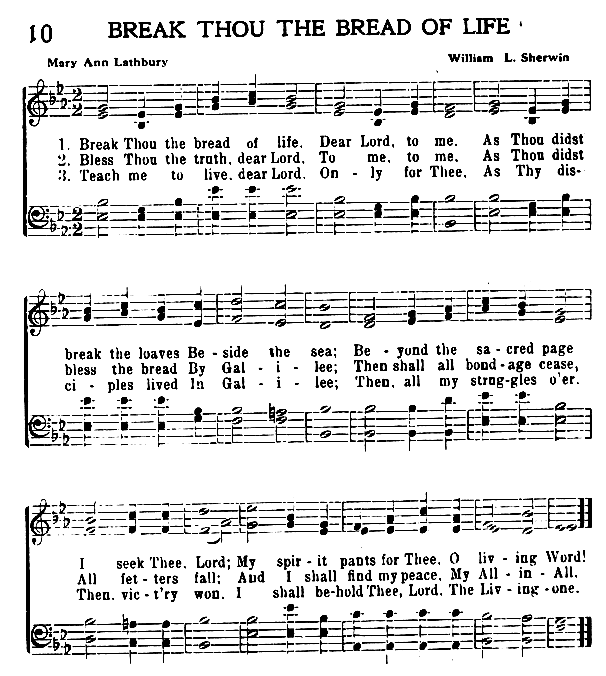 10 BREAK THOU THE BREAD OF LIFE
Mary Ann Lathbury William L. Sherwin
1. Break Thou the bread of life, Dear Lord, to me. As Thou didst
2. Bless Thou the truth, dear Lord, To me, to me. As Thou didst
3. Teach me to live, dear Lord, On - ly for Thee, As Thy dis-
break the loaves Be - side the sea; Be - yond the sa - cred page
bless the bread By Gal - i - lee; Then shall all bond - age cease,
ci - ples lived In Gal - i - lee; Then, all my strug-gles o'er.
I seek Thee, Lord; My spir - it pants for Thee, O liv - ing Word!
All fet - ters fall; And I shall find my peace, My All - in - All.
Then, vic - t'ry won, I shall be-hold Thee, Lord, The Liv - ing - one.